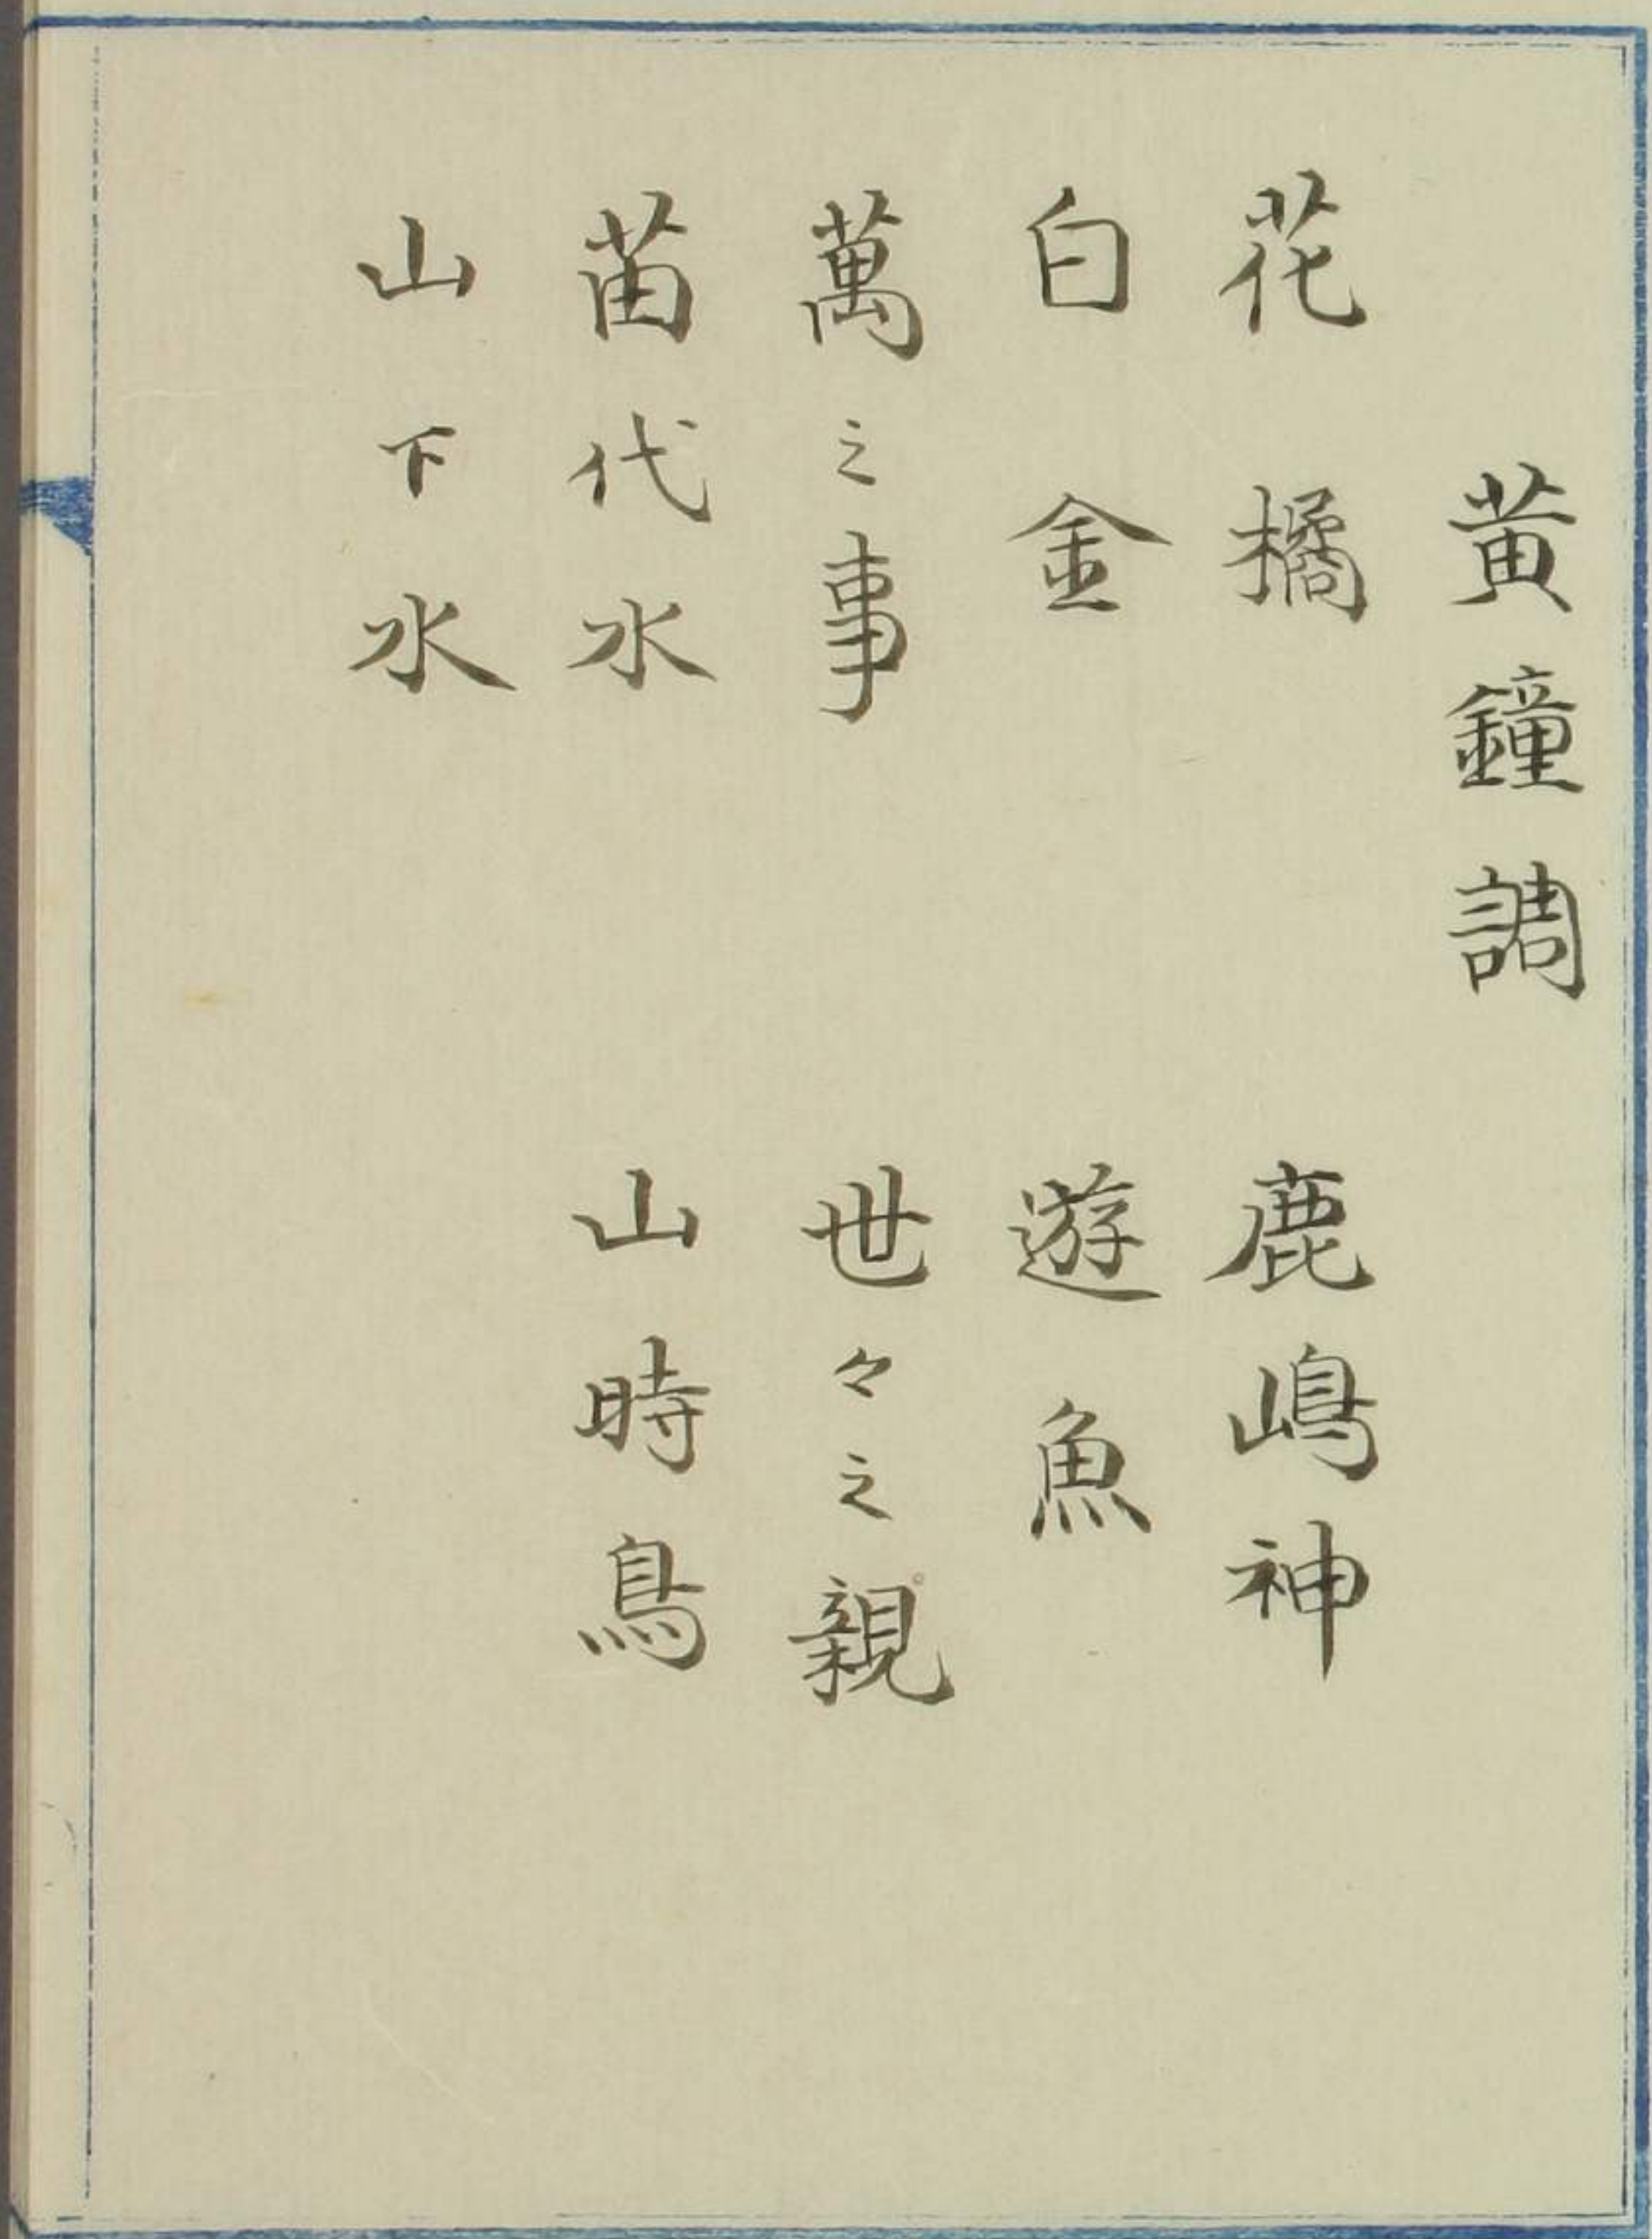 黄鐘調
花橘　鹿嶋神
白金　遊魚
萬之事　世々之親
苗代水　山時鳥
山下水